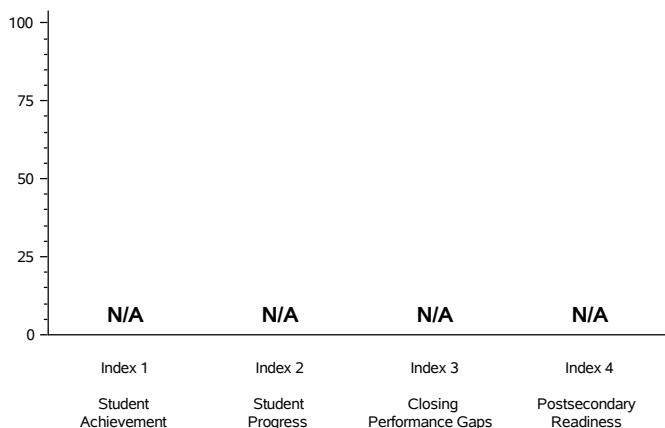 100
75
50
25
0
N/A N/A N/A N/A
Index 1 Index 2 Index 3 Index 4
Student Student Closing Postsecondary
Achievement Progress Performance Gaps Readiness